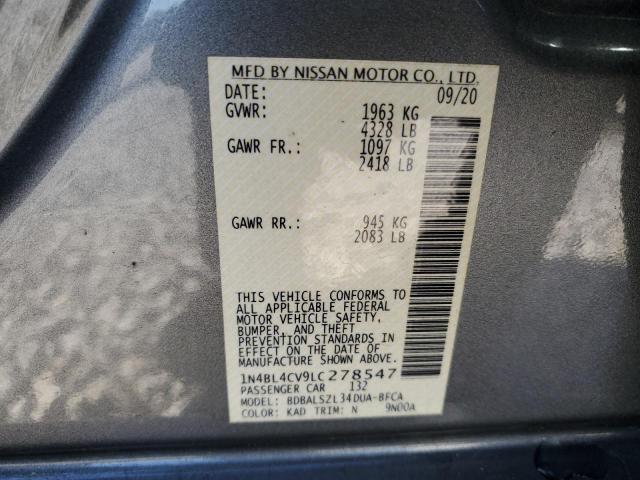 MFD BY NISSAN MOTOR CO., LTD.
DATE: 09/20
GVWR: 1963 KG
4328 LB
GAWR FR.: 1097 KG
2418 LB
GAWR RR.: 945 KG
2083 LB
THIS VEHICLE CONFORMS TO
ALL APPLICABLE FEDERAL
MOTOR VEHICLE SAFETY,
BUMPER, AND THEFT
PREVENTION STANDARDS
IN EFFECT ON THE DATE OF
MANUFACTURE SHOWN ABOVE.
1N4BL4CV9LC278547
PASSENGER CAR 132
MODEL: BDBALSZL34DUA-BFCA
COLOR: KAD TRIM: N 9N00A